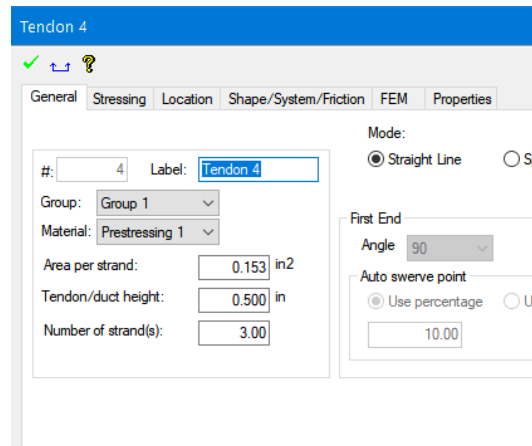 Tendon 4
?
General Stressing Location Shape/System/Friction FEM Properties
Mode:
Straight Line S
#: 4 Label: Tendon 4
Group: Group 1
Material: Prestressing 1
Area per strand: 0.153 in2
Tendon/duct height: 0.500 in
Number of strand(s): 3.00
First End
Angle 90
Auto swerve point
Use percentage U
10.00